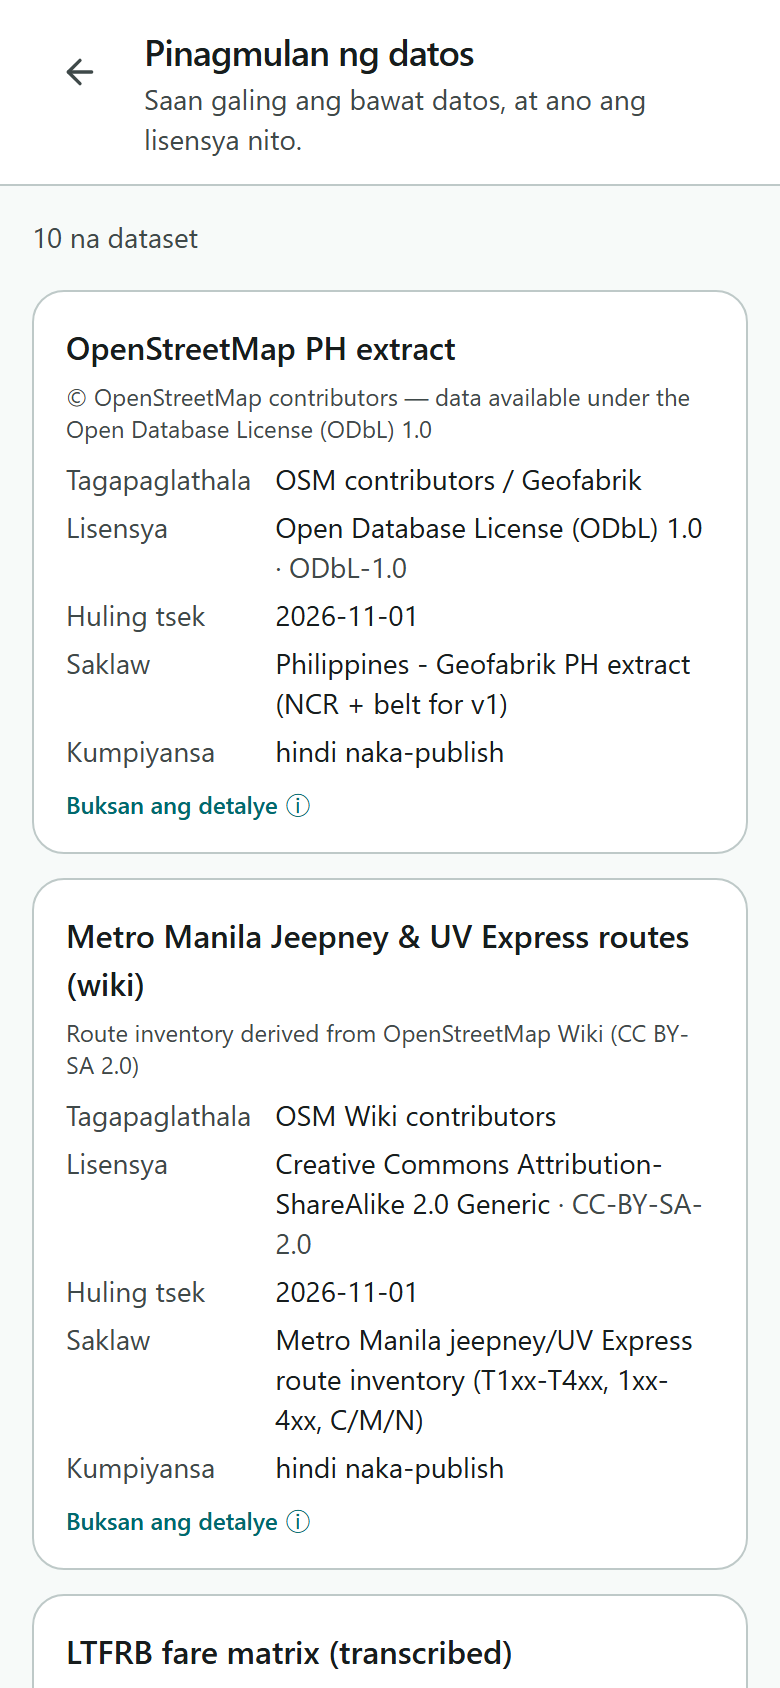 Pinagmulan ng datos
Saan galing ang bawat datos, at ano ang
lisensya nito.
10 na dataset
OpenStreetMap PH extract
© OpenStreetMap contributors — data available under the
Open Database License (ODbL) 1.0
Tagapaglathala OSM contributors / Geofabrik
Lisensya Open Database License (ODbL) 1.0
· ODbL-1.0
Huling tsek 2026-11-01
Saklaw Philippines - Geofabrik PH extract
(NCR + belt for v1)
Kumpiyansa hindi naka-publish
Buksan ang detalye ⓘ
Metro Manila Jeepney & UV Express routes
(wiki)
Route inventory derived from OpenStreetMap Wiki (CC BY-
SA 2.0)
Tagapaglathala OSM Wiki contributors
Lisensya Creative Commons Attribution-
ShareAlike 2.0 Generic · CC-BY-SA-
2.0
Huling tsek 2026-11-01
Saklaw Metro Manila jeepney/UV Express
route inventory (T1xx-T4xx, 1xx-
4xx, C/M/N)
Kumpiyansa hindi naka-publish
Buksan ang detalye ⓘ
LTFRB fare matrix (transcribed)